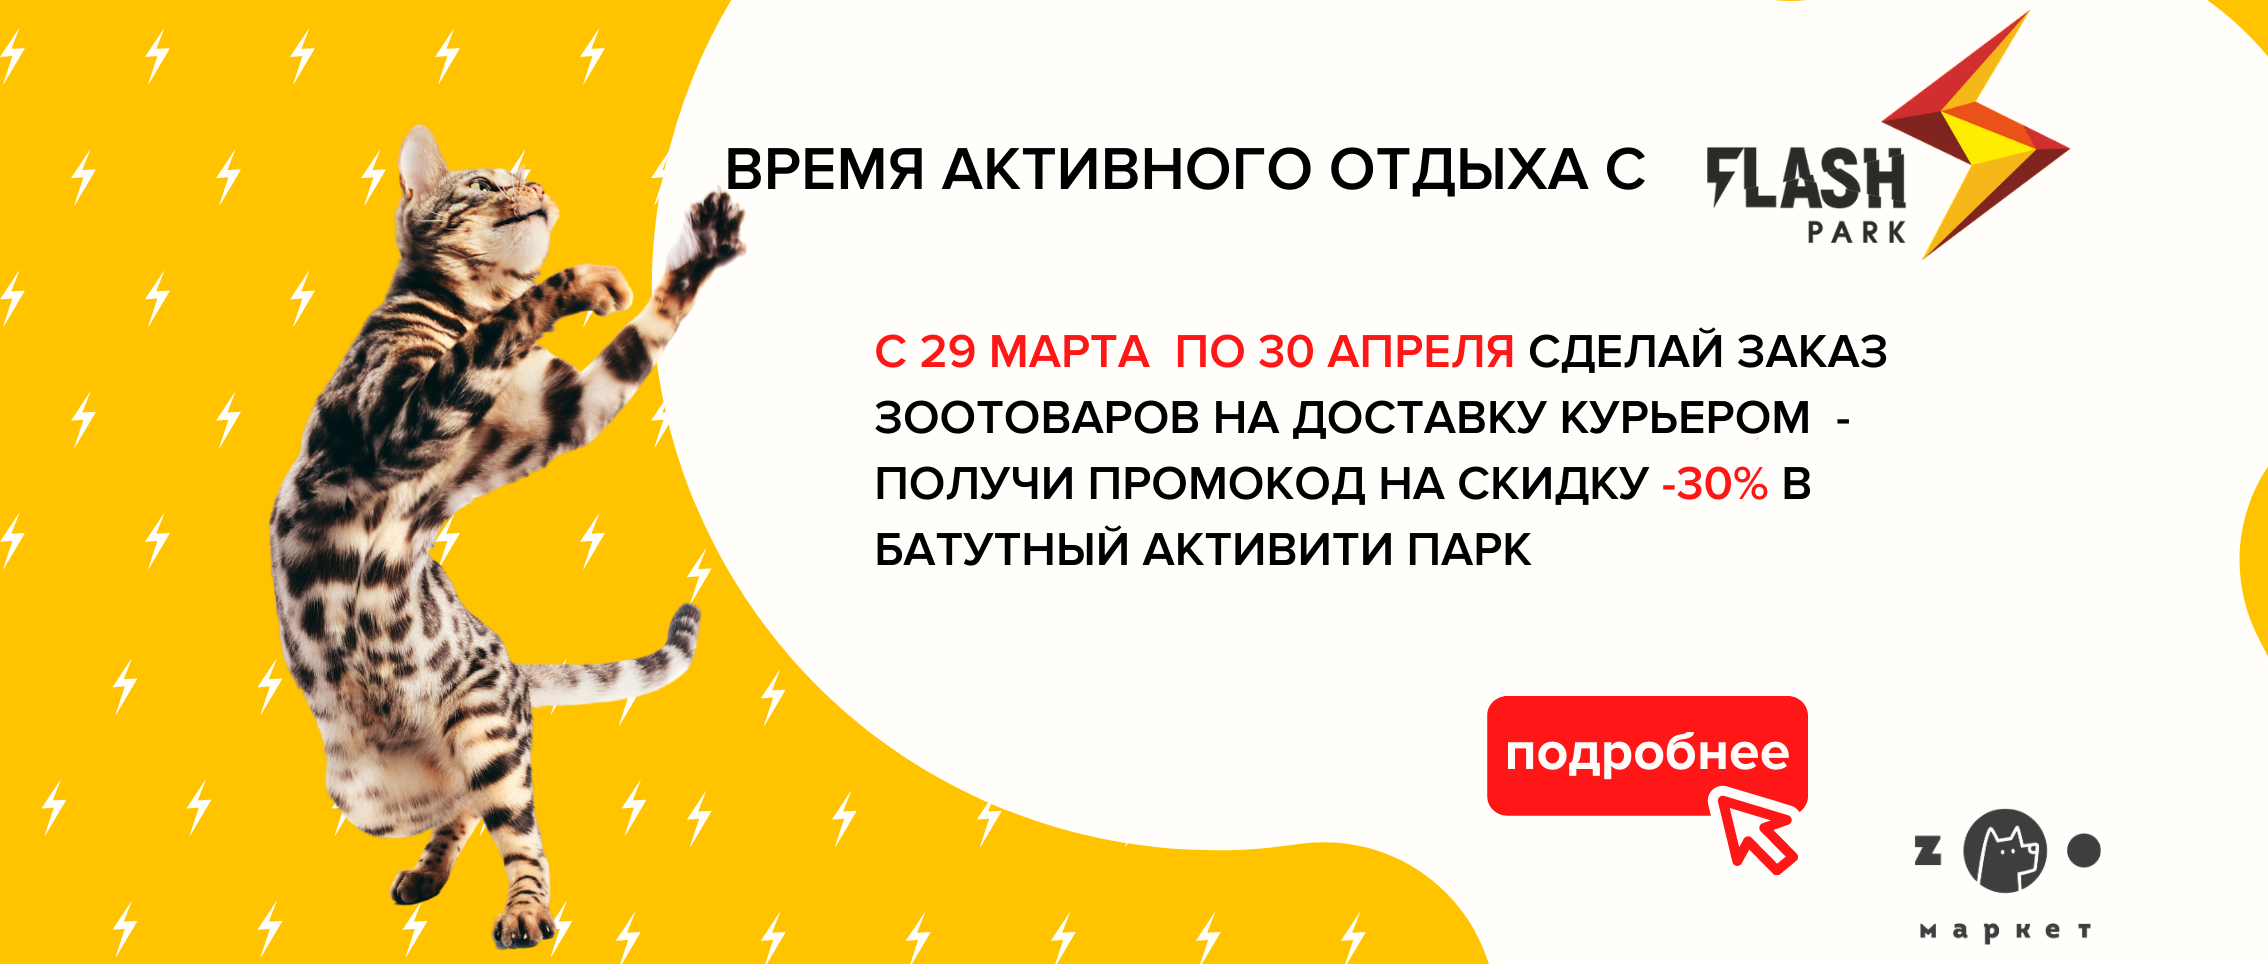 ВРЕМЯ АКТИВНОГО ОТДЫХА С
FLASH
PARK
С 29 МАРТА ПО 30 АПРЕЛЯ СДЕЛАЙ ЗАКАЗ
ЗООТОВАРОВ НА ДОСТАВКУ КУРЬЕРОМ -
ПОЛУЧИ ПРОМОКОД НА СКИДКУ -30% В
БАТУТНЫЙ АКТИВИТИ ПАРК
подробнее
ZOO
маркет